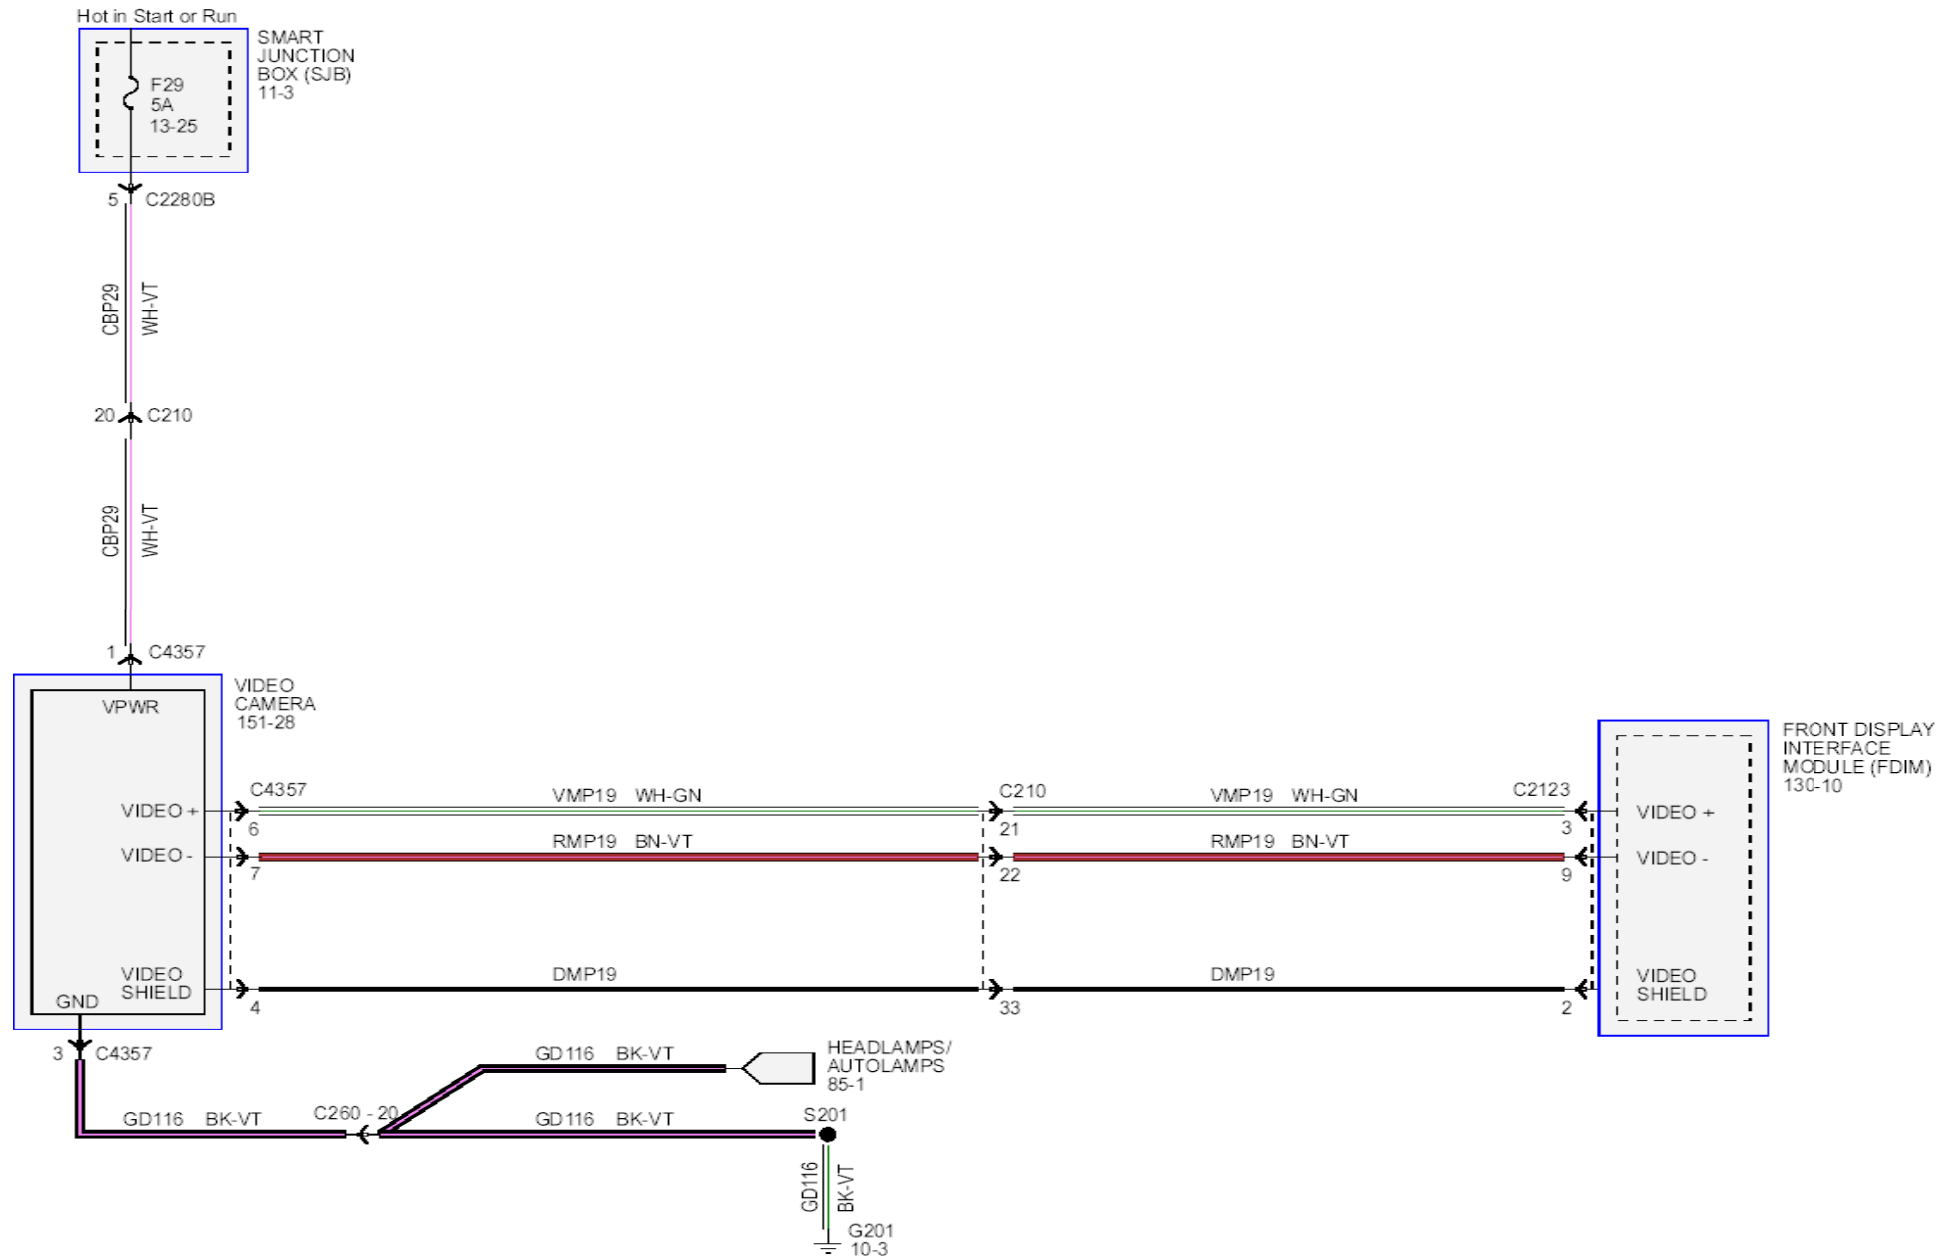 Hot in Start or Run
SMART
JUNCTION
BOX (SJB)
11-3
F29
5A
13-25
5
C2280B
CBP29
WH-VT
20
C210
CBP29
WH-VT
1
C4357
VIDEO
CAMERA
151-28
VPWR
VIDEO +
VIDEO -
VIDEO
SHIELD
GND
C4357
6
7
4
VMP19 WH-GN
RMP19 BN-VT
DMP19
C210
21
22
33
VMP19 WH-GN
RMP19 BN-VT
DMP19
C2123
3
9
2
FRONT DISPLAY
INTERFACE
MODULE (FDIM)
130-10
VIDEO +
VIDEO -
VIDEO
SHIELD
3
C4357
GD116 BK-VT
C260 - 20
GD116 BK-VT
HEADLAMPS/
AUTOLAMPS
85-1
GD116 BK-VT
S201
GD116
BK-VT
G201
10-3